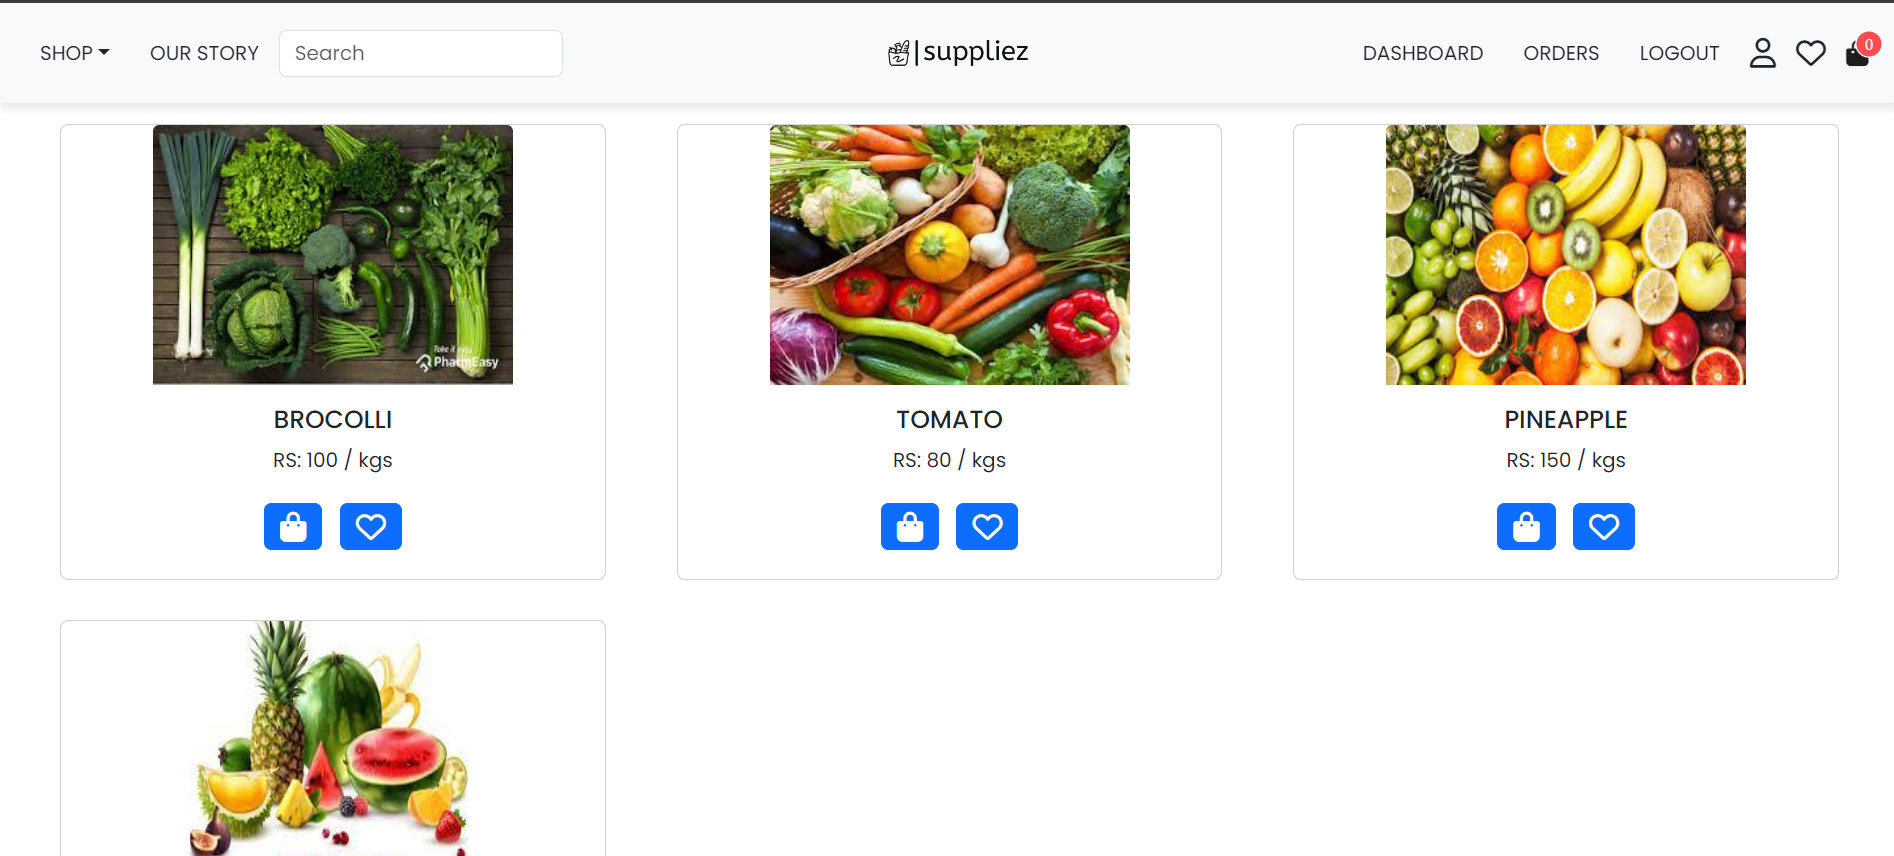 SHOP
OUR STORY
Search
|suppliez
DASHBOARD
ORDERS
LOGOUT
0
Take it easy
PharmEasy
BROCOLLI
TOMATO
PINEAPPLE
RS: 100 / kgs
RS: 80 / kgs
RS: 150 / kgs